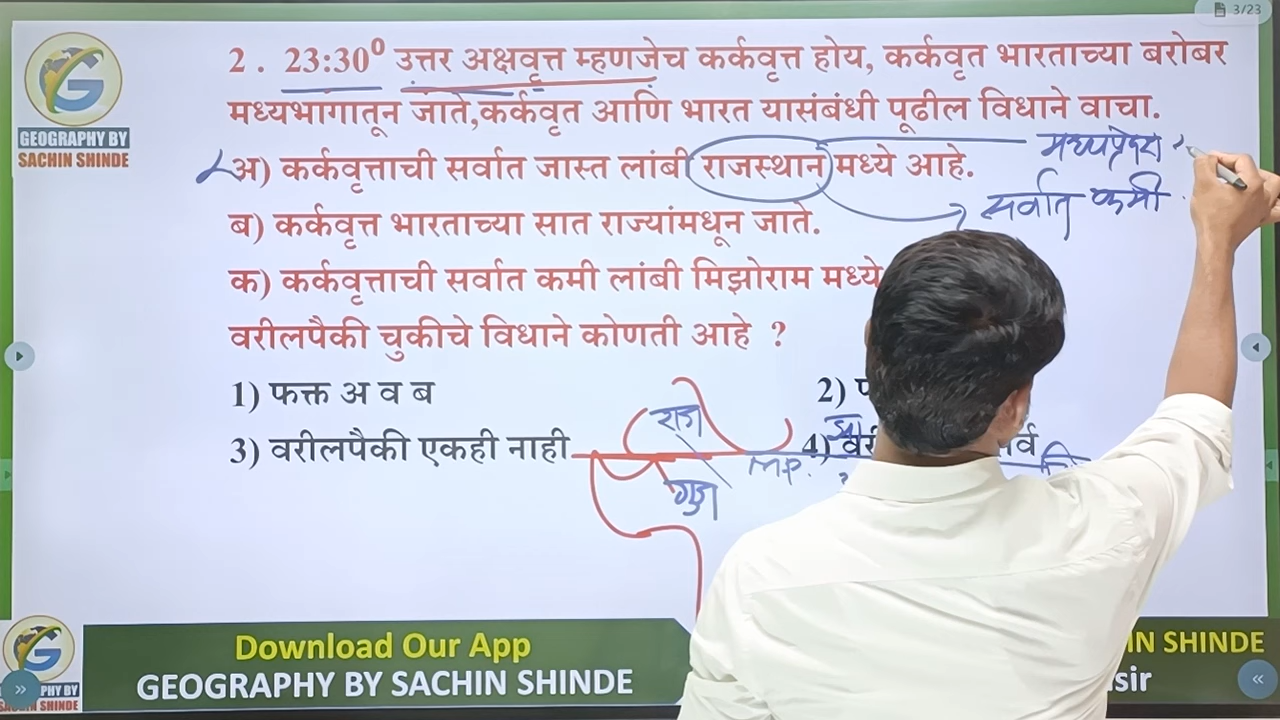 3/23
2 . 23:30⁰ उत्तर अक्षवृत्त म्हणजेच कर्कवृत्त होय, कर्कवृत भारताच्या बरोबर
मध्यभागातून जाते,कर्कवृत आणि भारत यासंबंधी पूढील विधाने वाचा.
अ) कर्कवृत्ताची सर्वात जास्त लांबी राजस्थान मध्ये आहे.
मध्यप्रदेश
सर्वात कमी
ब) कर्कवृत्त भारताच्या सात राज्यांमधून जाते.
क) कर्कवृत्ताची सर्वात कमी लांबी मिझोराम मध्ये
वरीलपैकी चुकीचे विधाने कोणती आहे ?
1) फक्त अ व ब
2)
3) वरीलपैकी एकही नाही
4)
राज
गुज
M.P.
GEOGRAPHY BY
SACHIN SHINDE
Download Our App
GEOGRAPHY BY SACHIN SHINDE
PHY BY
SHINDE
IN SHINDE
sir